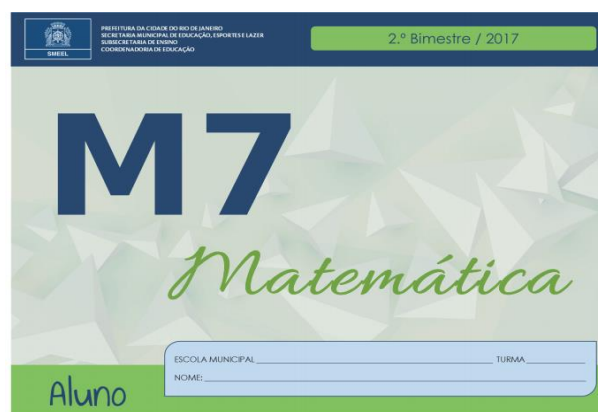 PREFEITURA DA CIDADE DO RIO DE JANEIRO
SECRETARIA MUNICIPAL DE EDUCAÇÃO, ESPORTES E LAZER
SUBSECRETARIA DE ENSINO
COORDENADORIA DE EDUCAÇÃO
SMEEL
2.º Bimestre / 2017
M7
Matemática
ESCOLA MUNICIPAL TURMA
NOME:
Aluno